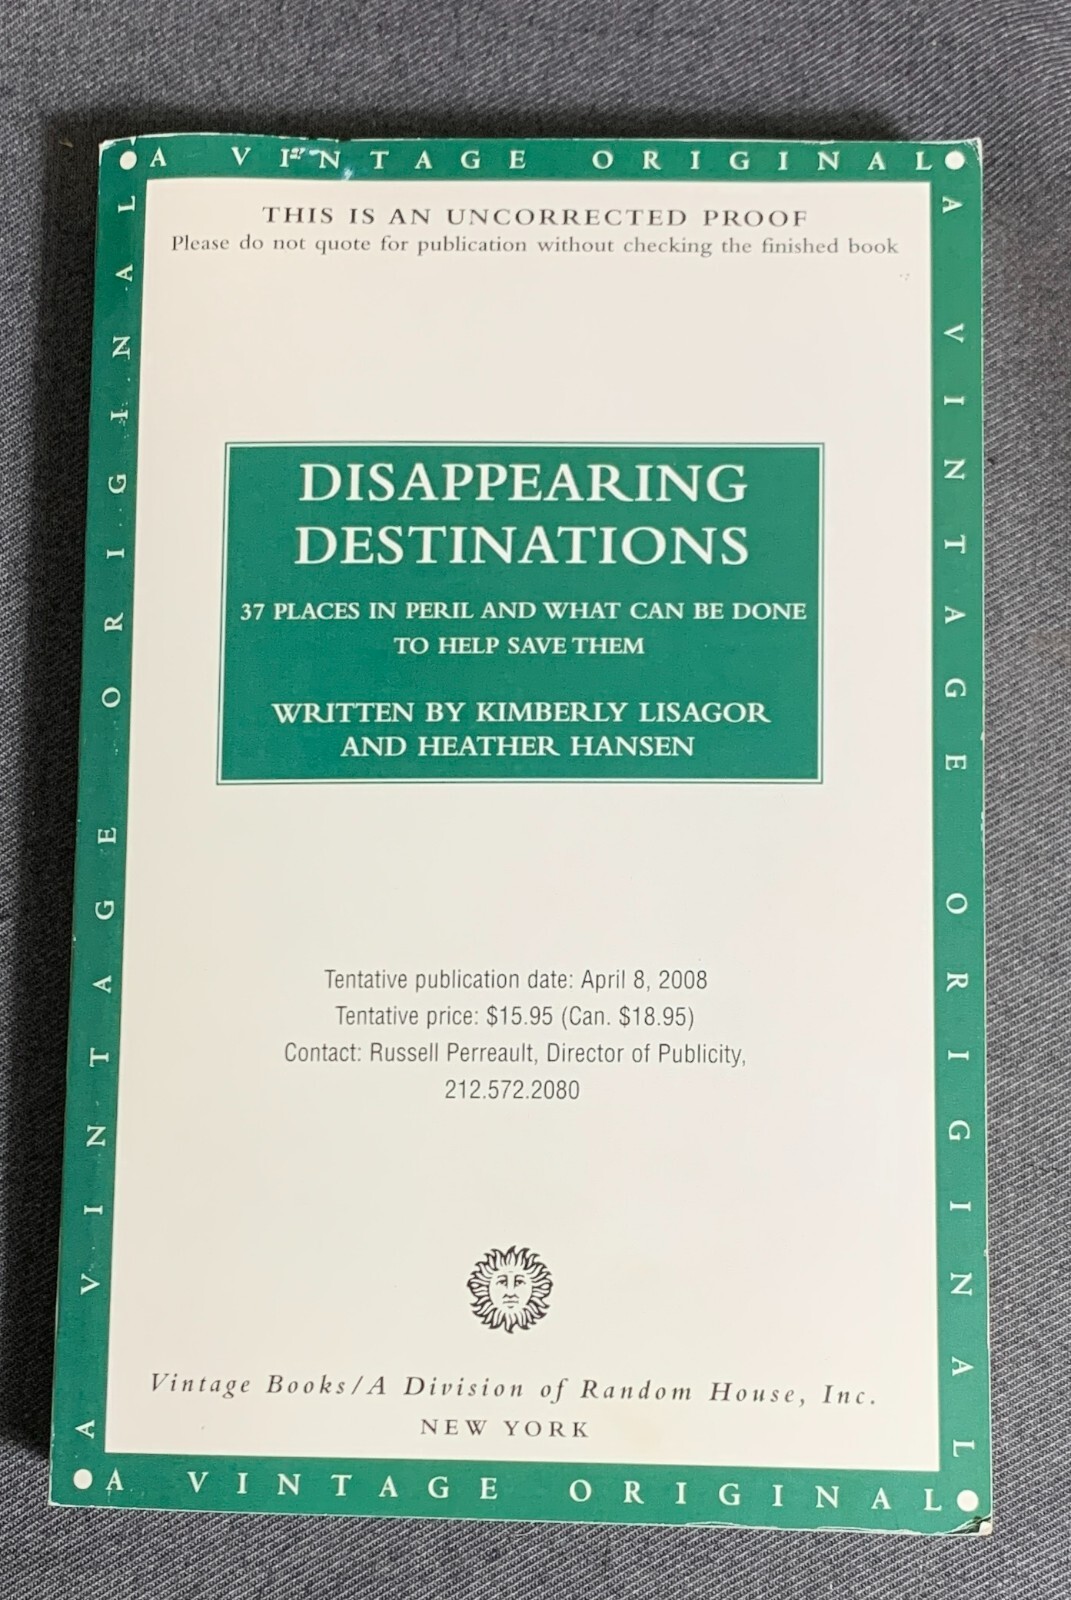 A VINTAGE ORIGINAL
THIS IS AN UNCORRECTED PROOF
Please do not quote for publication without checking the finished book
DISAPPEARING
DESTINATIONS
37 PLACES IN PERIL AND WHAT CAN BE DONE
TO HELP SAVE THEM
WRITTEN BY KIMBERLY LISAGOR
AND HEATHER HANSEN
Tentative publication date: April 8, 2008
Tentative price: $15.95 (Can. $18.95)
Contact: Russell Perreault, Director of Publicity,
212.572.2080
Vintage Books/A Division of Random House, Inc.
NEW YORK
A VINTAGE ORIGINAL
A VINTAGE ORIGINAL
A VINTAGE ORIGINAL